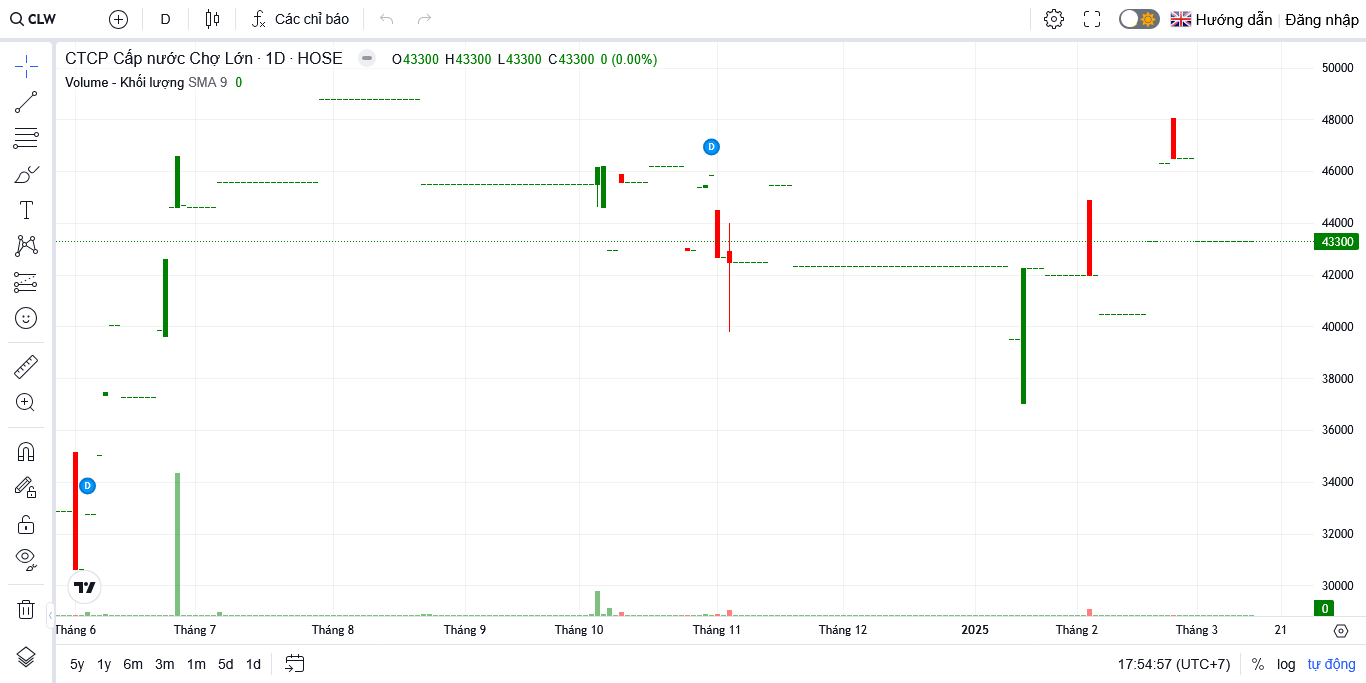 CLW D Các chỉ báo Hướng dẫn Đăng nhập
CTCP Cấp nước Chợ Lớn · 1D · HOSE O43300 H43300 L43300 C43300 0 (0.00%)
Volume - Khối lượng SMA 9 0
50000
48000
46000
44000
43300
42000
40000
38000
36000
34000
32000
30000
0
D
D
Tháng 6 Tháng 7 Tháng 8 Tháng 9 Tháng 10 Tháng 11 Tháng 12 2025 Tháng 2 Tháng 3 21
5y 1y 6m 3m 1m 5d 1d 17:54:57 (UTC+7) % log tự động